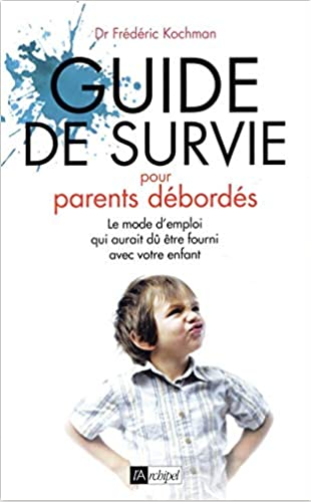 Dr Frédéric Kochman
GUIDE
DE SURVIE
pour
parents débordés
Le mode d'emploi
qui aurait dû être fourni
avec votre enfant
l'Archipel